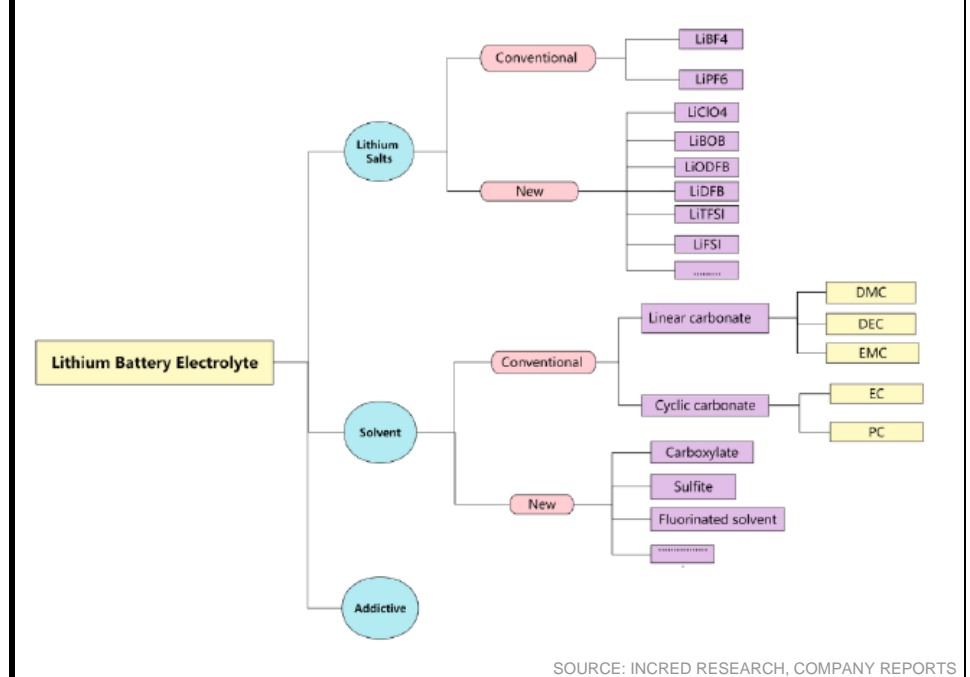 Lithium Battery Electrolyte
Lithium
Salts
Conventional
LiBF4
LiPF6
New
LiClO4
LiBOB
LiODFB
LiDFB
LiTFSI
LiFSI
.........
Solvent
Conventional
Linear carbonate
DMC
DEC
EMC
Cyclic carbonate
EC
PC
New
Carboxylate
Sulfite
Fluorinated solvent
................
Addictive
SOURCE: INCRED RESEARCH, COMPANY REPORTS